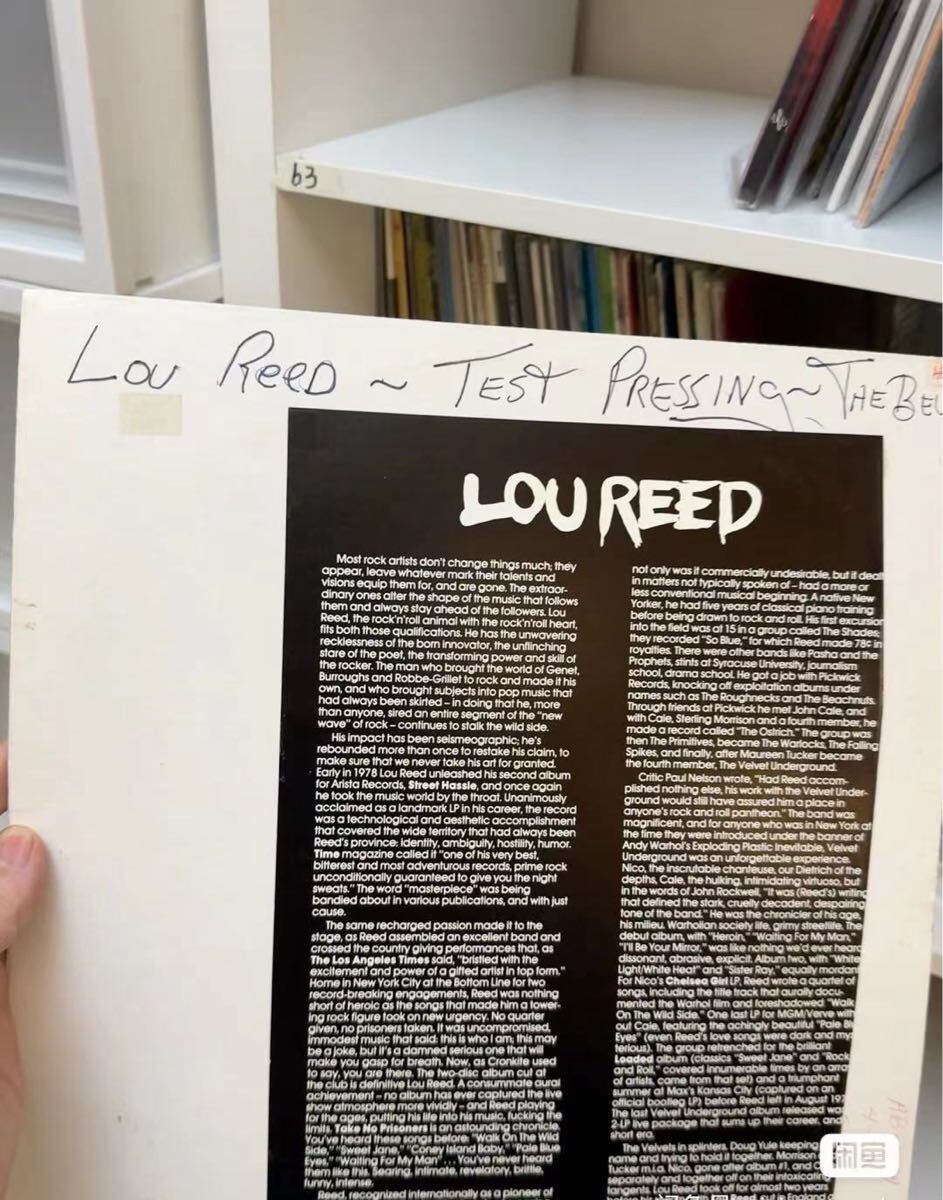 63
LOU REED ~ TEST PRESSING ~ THE BEL
LOU REED
Most rock artists don't change things much; they
appear, leave whatever mark their talents and
visions equip them for, and are gone. The extraor-
dinary ones alter the shape of the music that follows
them and always stay ahead of the followers. Lou
Reed, the rock'n'roll animal with the rock'n'roll heart,
fits both those qualifications. He has the unwavering
recklessness of the born innovator, the unflinching
stare of the poet, the transforming power and skill of
the rocker. The man who brought the world of Genet,
Burroughs and Robbe-Grillet to rock and made it his
own, and who brought subjects into pop music that
had always been skirted – in doing that he, more
than anyone, sired an entire segment of the "new
wave" of rock – continues to stalk the wild side.
His impact has been seismeographic; he's
rebounded more than once to restake his claim, to
make sure that we never take his art for granted.
Early in 1978 Lou Reed unleashed his second album
for Arista Records, Street Hassle, and once again
he took the music world by the throat. Unanimously
acclaimed as a landmark LP in his career, the record
was a technological and aesthetic accomplishment
that covered the wide territory that had always been
Reed's province: identity, ambiguity, hostility, humor.
Time magazine called it "one of his very best,
bitterest and most adventurous records, prime rock
unconditionally guaranteed to give you the night
sweats." The word "masterpiece" was being
bandied about in various publications, and with just
cause.
The same recharged passion made it to the
stage, as Reed assembled an excellent band and
crossed the country giving performances that, as
The Los Angeles Times said, "bristled with the
excitement and power of a gifted artist in top form."
Home in New York City at the Bottom Line for two
record-breaking engagements, Reed was nothing
short of heroic as the songs that made him a tower-
ing rock figure took on new urgency. No quarter
given, no prisoners taken. It was uncompromised,
immodest music that said: this is who I am; this may
be a joke, but it's a damned serious one that will
make you gasp for breath. Now, as Cronkite used
to say, you are there. The two-disc album cut at
the club is definitive Lou Reed. A consummate aural
achievement – no album has ever captured the live
show atmosphere more vividly – and Reed playing
for the ages, putting his life into his music, fucking the
limits. Take No Prisoners is an astounding chronicle.
You've heard these songs before: "Walk On The Wild
Side," "Sweet Jane," "Coney Island Baby," "Pale Blue
Eyes," "Waiting For My Man" . . . You've never heard
them like this. Searing, intimate, revelatory, brittle,
funny, intense.
Reed, recognized internationally as a pioneer of
not only was it commercially undesirable, but it dealt
in matters not typically spoken of – had a more or
less conventional musical beginning. A native New
Yorker, he had five years of classical piano training
before being drawn to rock and roll. His first excursion
into the field was at 15 in a group called The Shades;
they recorded "So Blue," for which Reed made 78¢ in
royalties. There were other bands like Pasha and the
Prophets, stints at Syracuse University, journalism
school, drama school. He got a job with Pickwick
Records, knocking off exploitation albums under
names such as The Roughnecks and The Beachnuts.
Through friends at Pickwick he met John Cale, and
with Cale, Sterling Morrison and a fourth member, he
made a record called "The Ostrich." The group was
then The Primitives, became The Warlocks, The Falling
Spikes, and finally, after Maureen Tucker became
the fourth member, The Velvet Underground.
Critic Paul Nelson wrote, "Had Reed accom-
plished nothing else, his work with the Velvet Under-
ground would still have assured him a place in
anyone's rock and roll pantheon." The band was
magnificent, and for anyone who was in New York at
the time they were introduced under the banner of
Andy Warhol's Exploding Plastic Inevitable, Velvet
Underground was an unforgettable experience.
Nico, the inscrutable chanteuse, our Dietrich of the
depths, Cale, the hulking, intimidating virtuoso, but
in the words of John Rockwell, "It was (Reed's) writing
that defined the stark, cruelly decadent, despairing
tone of the band." He was the chronicler of his age,
his milieu. Warholian society life, grimy streetlife. The
debut album, with "Heroin," "Waiting For My Man,"
"I'll Be Your Mirror," was like nothing we'd ever heard
dissonant, abrasive, explicit. Album two, with "White
Light/White Heat" and "Sister Ray," equally mordant
For Nico's Chelsea Girl LP, Reed wrote a quartet of
songs, including the title track that aurally docu-
mented the Warhol film and foreshadowed "Walk
On The Wild Side." One last LP for MGM/Verve with
out Cale, featuring the achingly beautiful "Pale Bl
Eyes" (even Reed's love songs were dark and mys
terious). The group retrenched for the brilliant
Loaded album (classics "Sweet Jane" and "Rock
and Roll," covered innumerable times by an array
of artists, came from that set) and a triumphant
summer at Max's Kansas City (captured on an
official bootleg LP) before Reed left in August 197
The last Velvet Underground album released was
2-LP live package that sums up their career, and
short era.
The Velvets in splinters. Doug Yule keeping
name and trying to hold it together. Morrison
Tucker m.i.a. Nico, gone after album #1, and C
separately and together off on their intoxicating
tangents. Lou Reed took off for almost two years
闲鱼